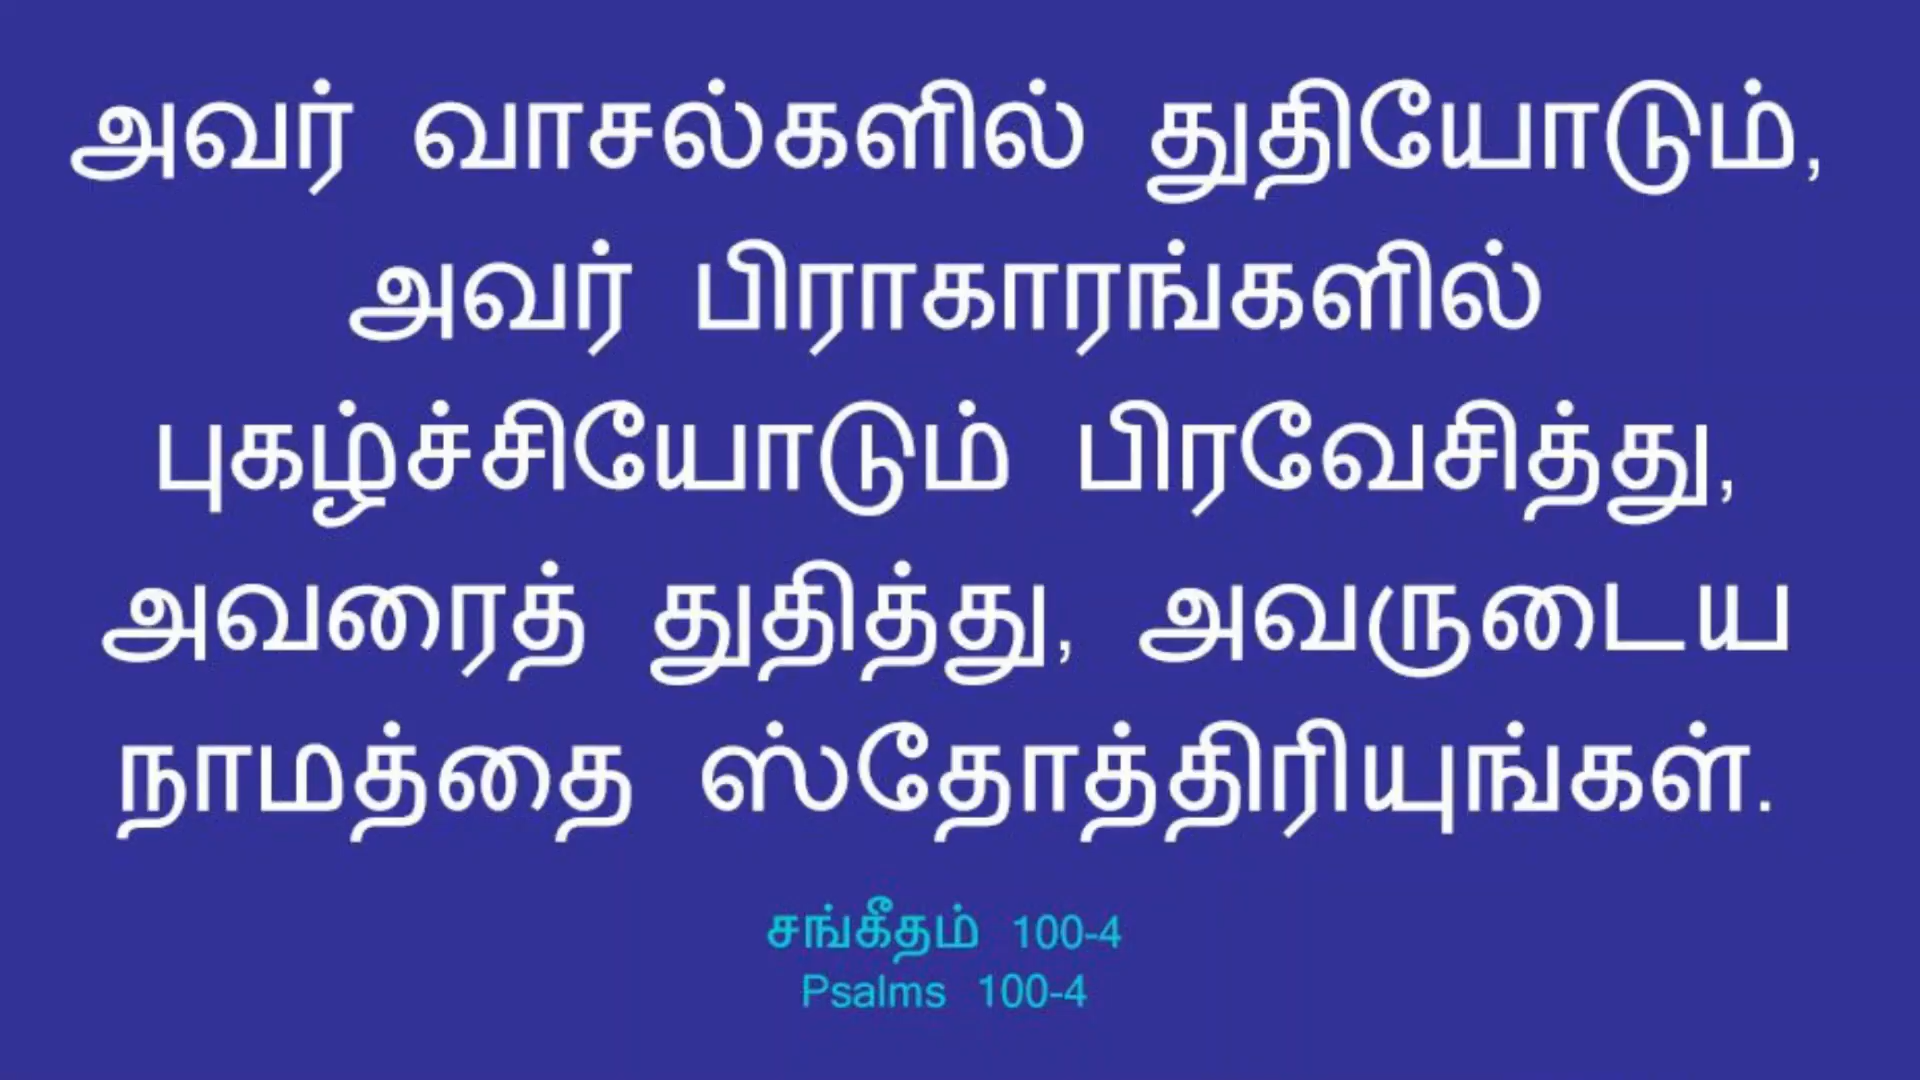 அவர் வாசல்களில் துதியோடும்,
அவர் பிராகாரங்களில்
புகழ்ச்சியோடும் பிரவேசித்து,
அவரைத் துதித்து, அவருடைய
நாமத்தை ஸ்தோத்திரியுங்கள்.
சங்கீதம் 100-4
Psalms 100-4